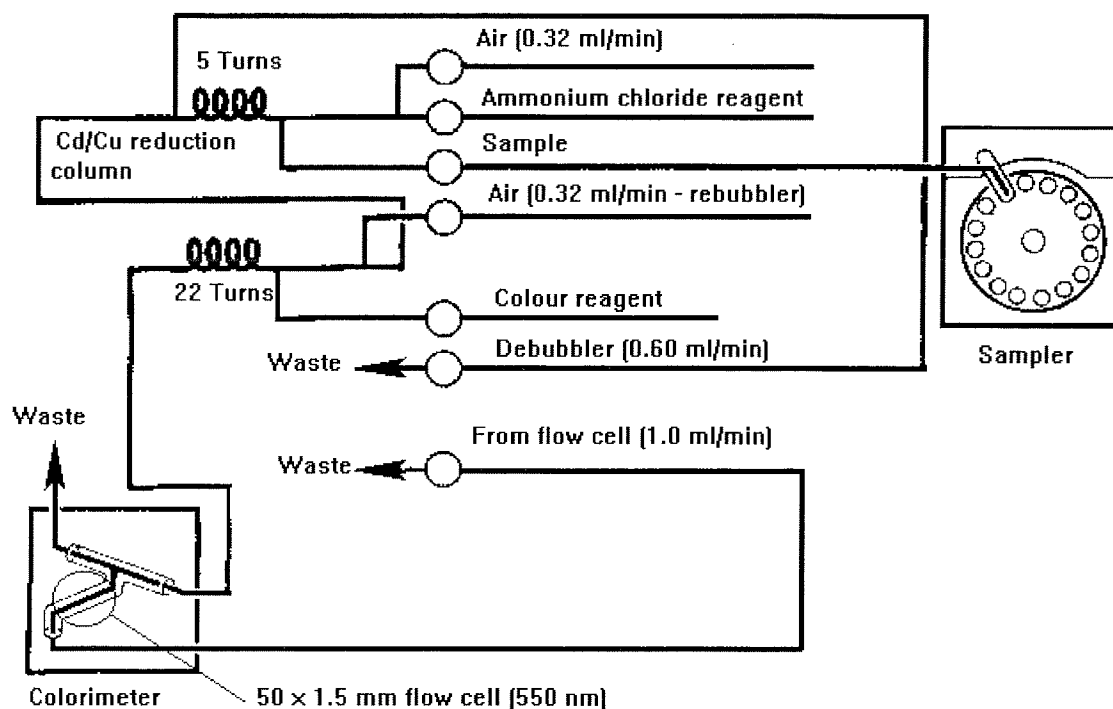 Air (0.32 ml/min)
5 Turns
Ammonium chloride reagent
Cd/Cu reduction
column
Sample
Air (0.32 ml/min - rebubbler)
22 Turns
Colour reagent
Waste
Debubbler (0.60 ml/min)
Sampler
Waste
From flow cell (1.0 ml/min)
Waste
Colorimeter
50 × 1.5 mm flow cell (550 nm)